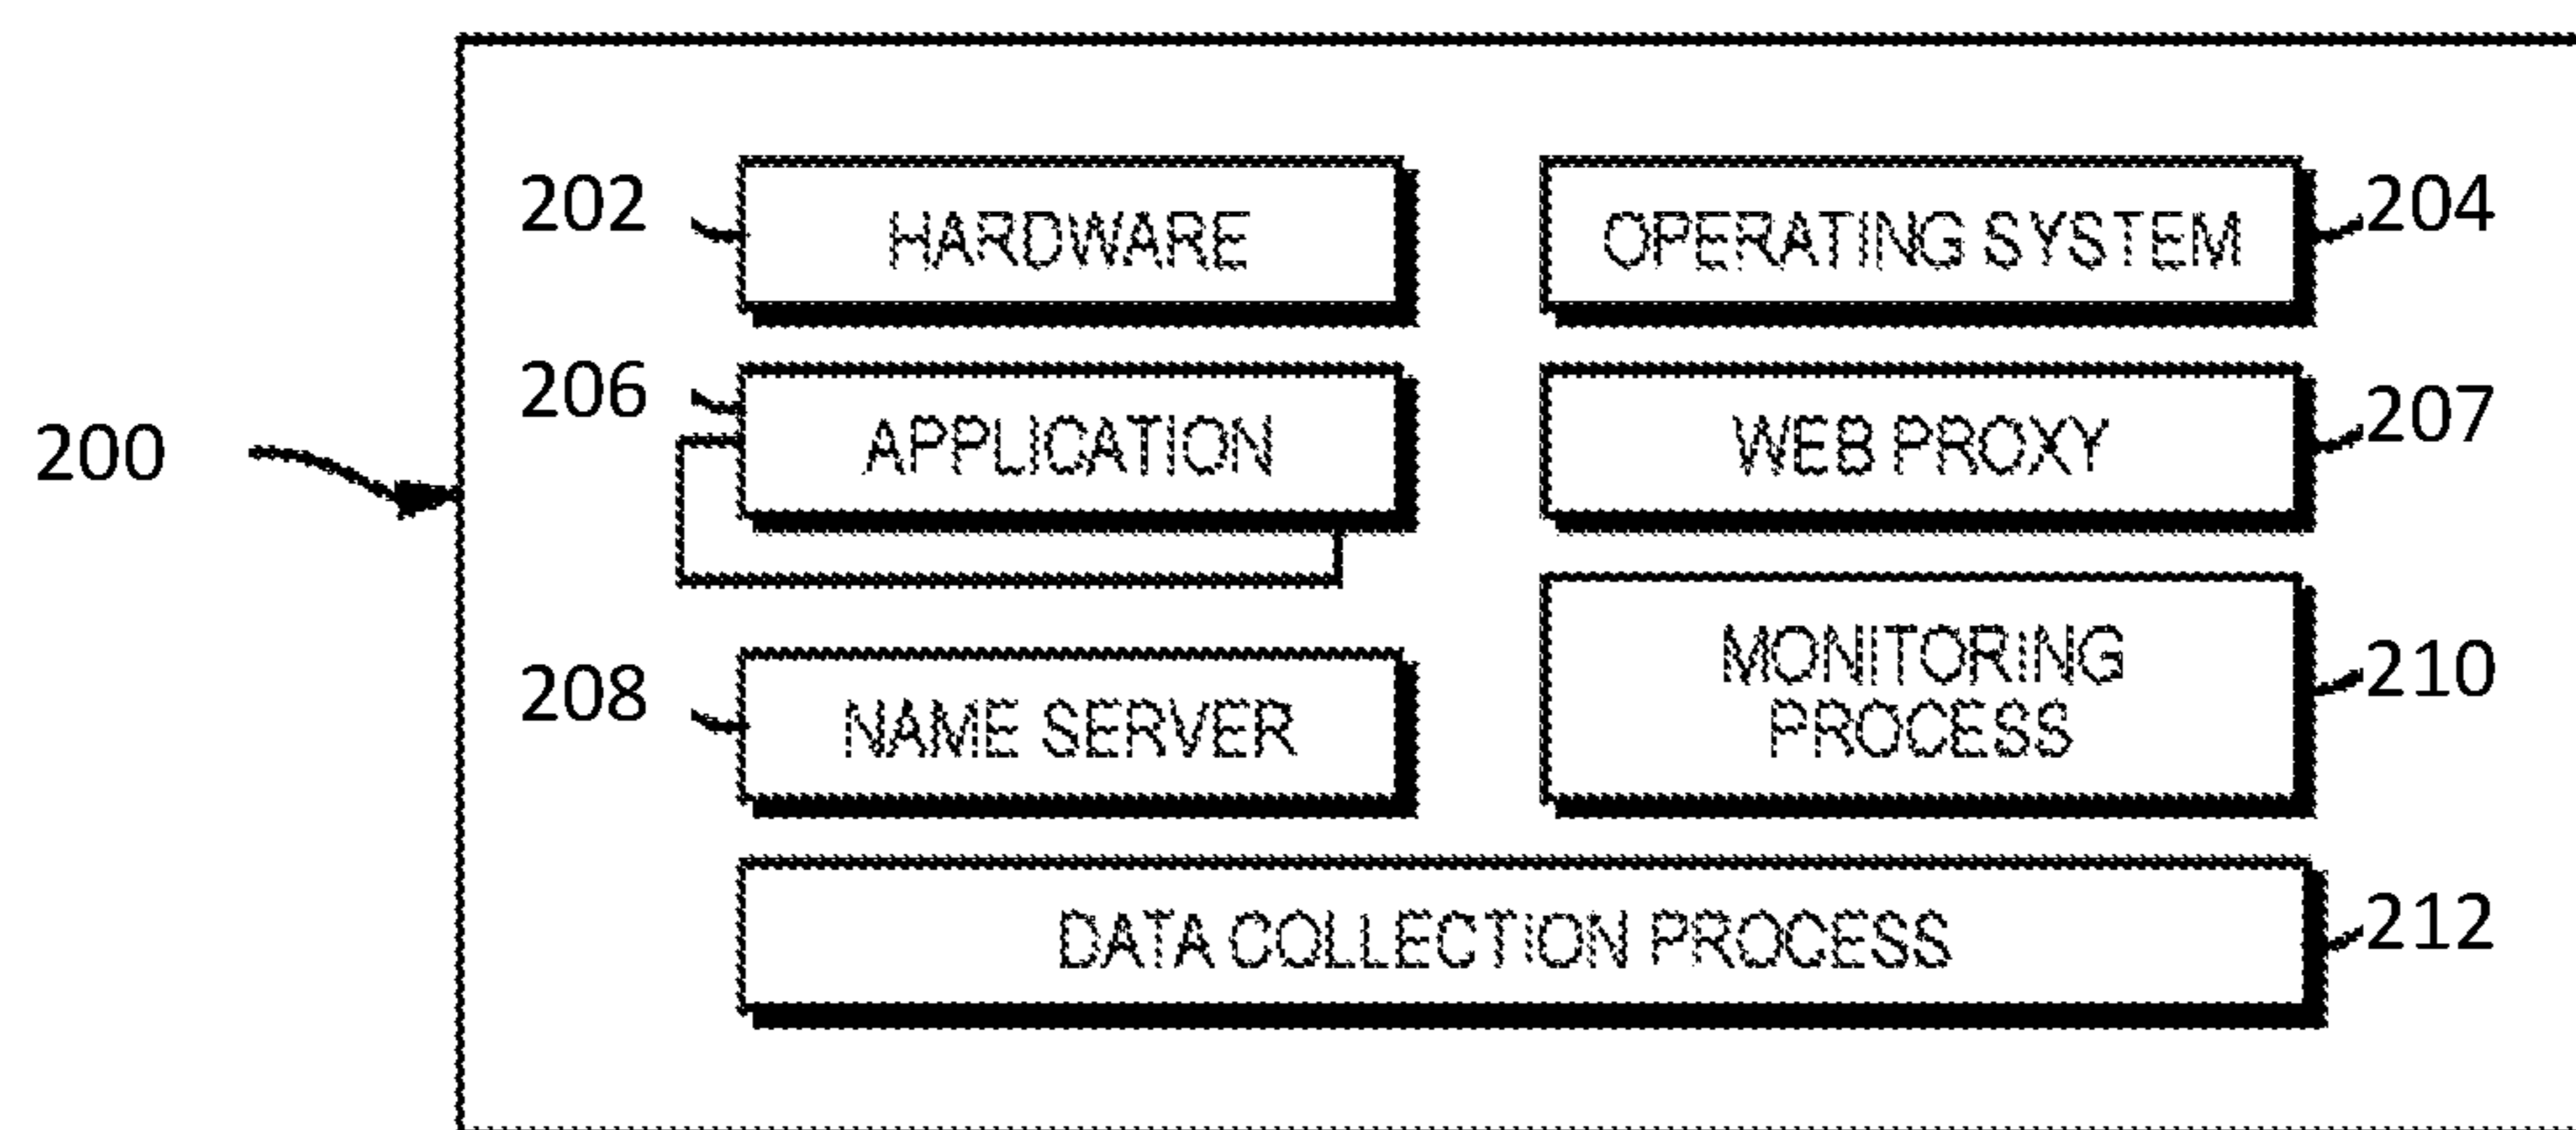 202 HARDWARE OPERATING SYSTEM 204
206 APPLICATION WEB PROXY 207
200
208 NAME SERVER MONITORING PROCESS 210
DATA COLLECTION PROCESS 212